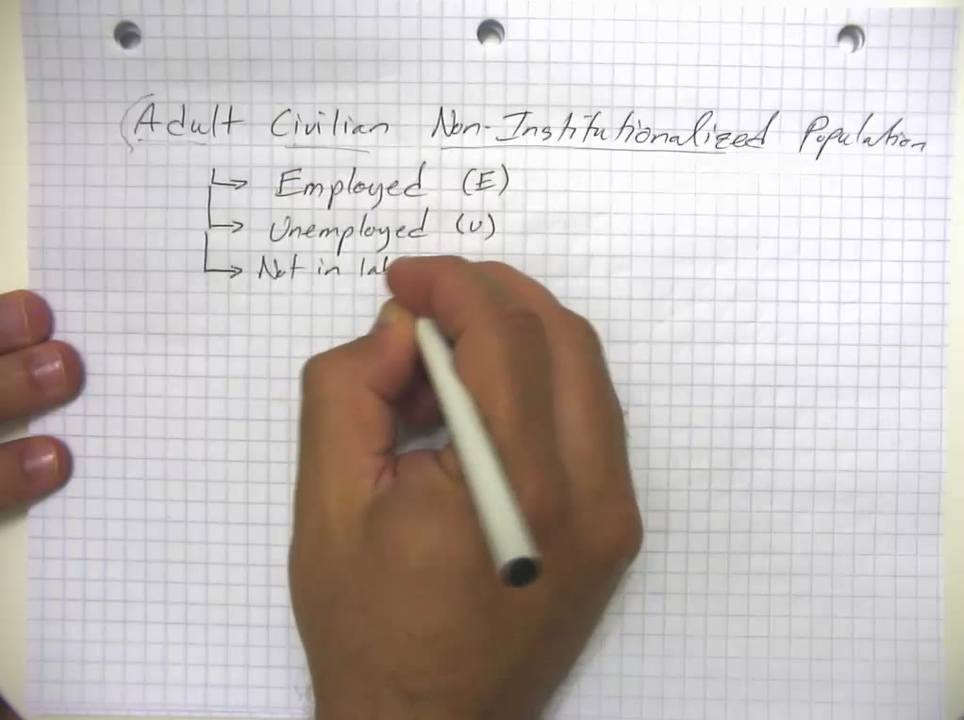 (Adult Civilian Non-Institutionalized Population
Employed (E)
Unemployed (U)
Not in